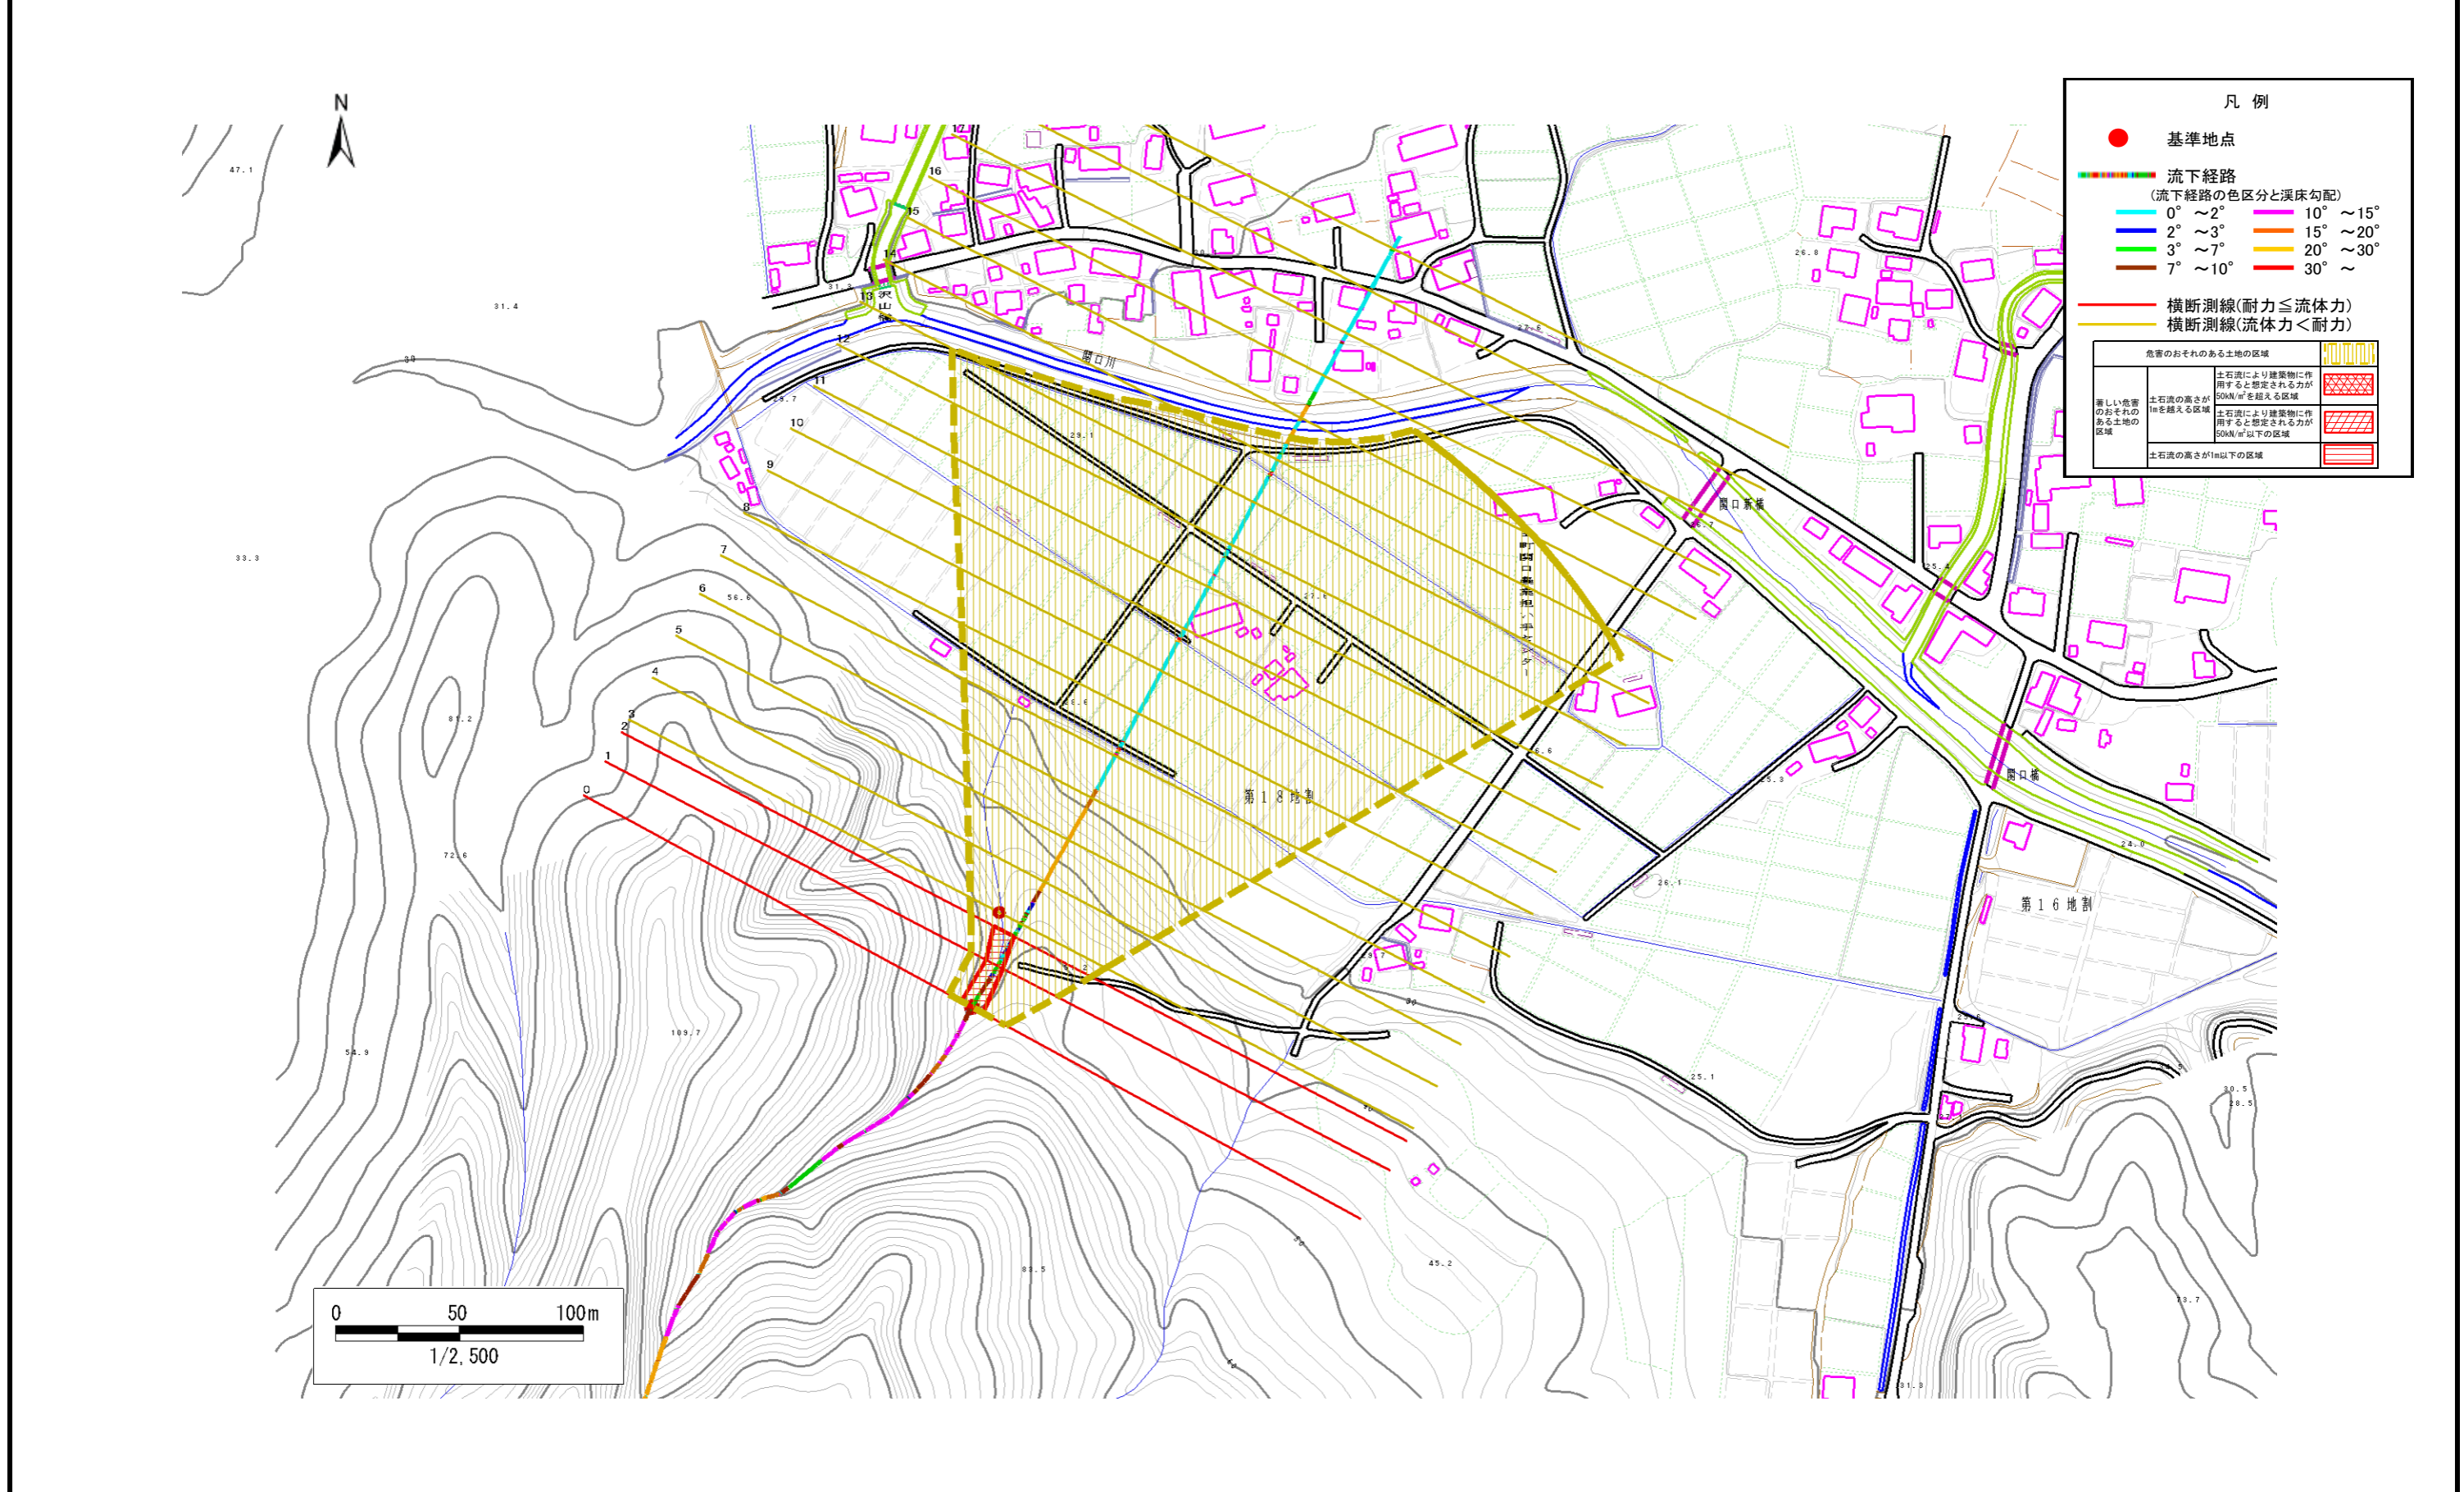 N
凡 例
基準地点
流下経路
(流下経路の色区分と渓床勾配)
0° ～2°
10° ～15°
2° ～3°
15° ～20°
3° ～7°
20° ～30°
7° ～10°
30° ～
横断測線(耐力≦流体力)
横断測線(流体力＜耐力)
危害のおそれのある土地の区域
著しい危害
のおそれの
ある土地の
区域
土石流の高さが
1mを越える区域
土石流により建築物に作
用すると想定される力が
50kN/㎡を超える区域
土石流により建築物に作
用すると想定される力が
50kN/㎡以下の区域
土石流の高さが1m以下の区域
47.1
31.4
33.3
30
56.6
81.2
72.6
54.9
109.7
83.5
45.2
17
16
15
14
13
12
11
10
9
8
7
6
5
4
3
2
1
0
関口川
29.1
28.6
第18地割
関口新橋
関口橋
第16地割
26.8
27.6
25.4
25.3
26.1
24.0
25.1
30.5
28.5
73.7
31.3
0 50 100m
1/2,500